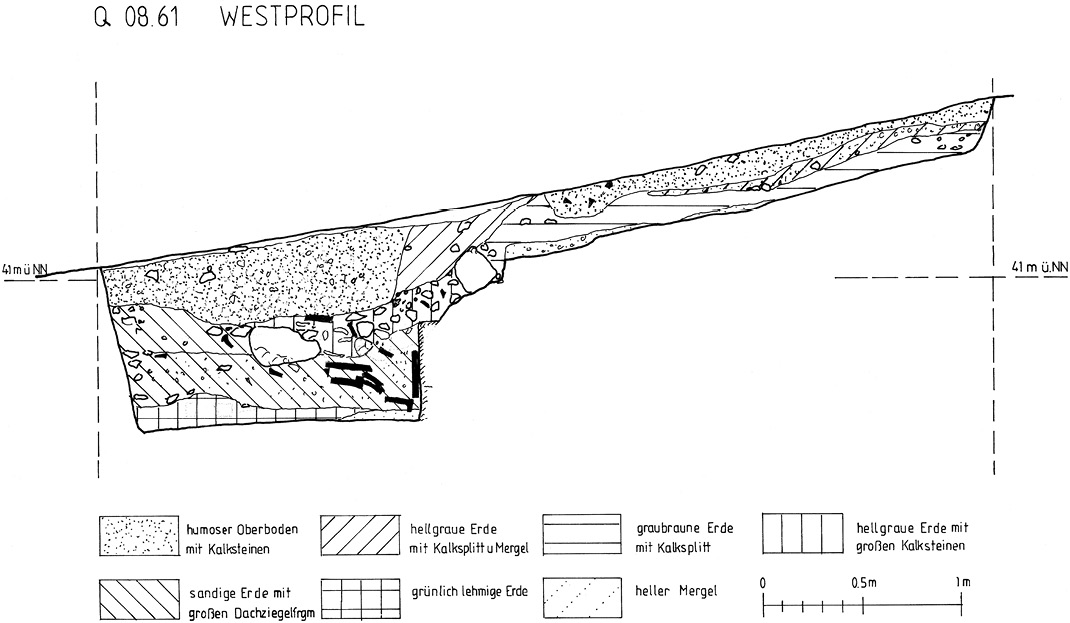 Q 08.61 WESTPROFIL
41m ü NN
41 m ü. NN
humoser Oberboden
mit Kalksteinen
hellgraue Erde
mit Kalksplitt u Mergel
graubraune Erde
mit Kalksplitt
hellgraue Erde mit
großen Kalksteinen
sandige Erde mit
großen Dachziegelfrgm
grünlich lehmige Erde
heller Mergel
0 0.5m 1m